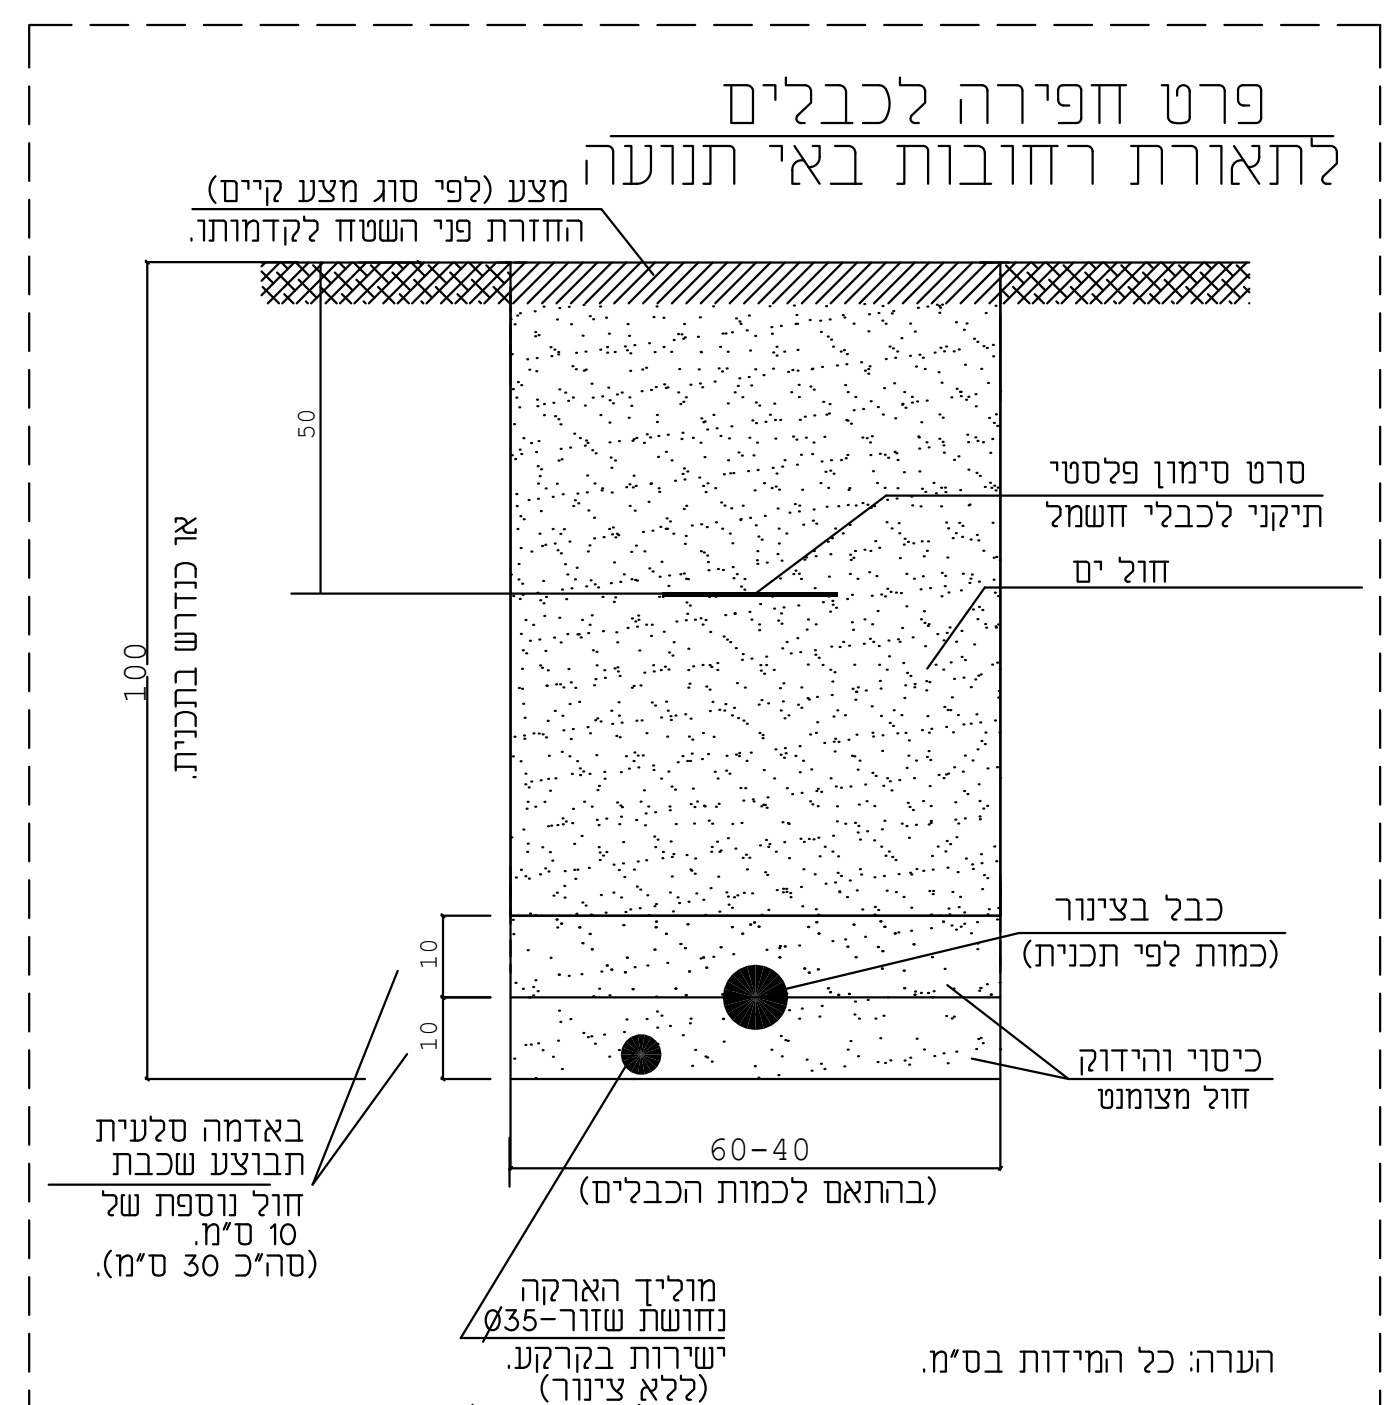 פרט חפירה לכבלים
לתאורת רחובות באי תנועה
מצע (לפי סוג מצע קיים)
החזרת פני השטח לקדמותו.
50
סרט סימון פלסטי
תיקני לכבלי חשמל
חול ים
100
או כנדרש בתכנית.
כבל בצינור
(כמות לפי תכנית)
10
10
כיסוי והידוק
חול מצומנט
באדמה סלעית
תבוצע שכבת
חול נוספת של
10 ס"מ.
(סה"כ 30 ס"מ).
60-40
(בהתאם לכמות הכבלים)
מוליך הארקה
נחושת שזור-Ø35
ישירות בקרקע.
(ללא צינור)
הערה: כל המידות בס"מ.